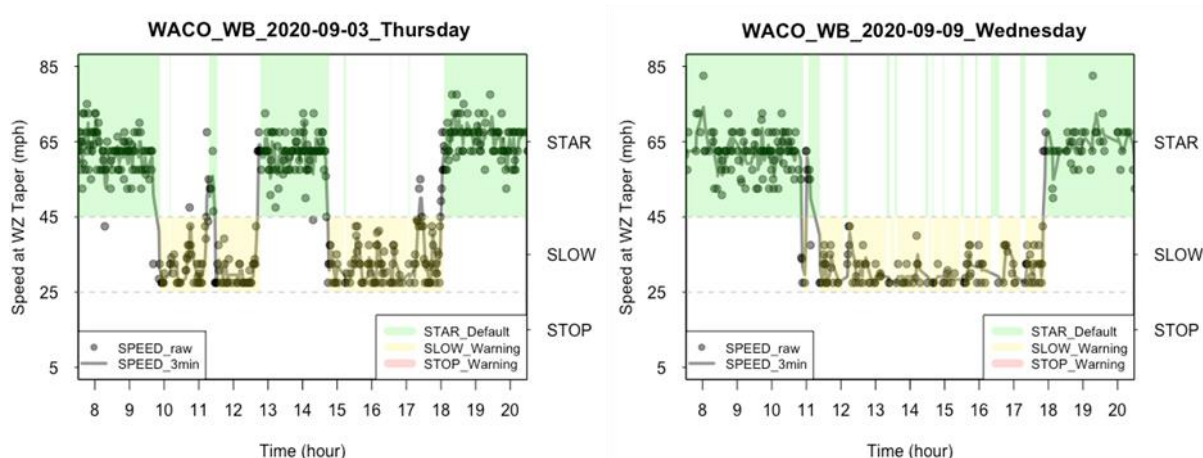 WACO_WB_2020-09-03_Thursday
Speed at WZ Taper (mph)
85
65
45
25
5
STAR
SLOW
STOP
SPEED_raw
SPEED_3min
STAR_Default
SLOW_Warning
STOP_Warning
8 9 10 11 12 13 14 15 16 17 18 19 20
Time (hour)
WACO_WB_2020-09-09_Wednesday
Speed at WZ Taper (mph)
85
65
45
25
5
STAR
SLOW
STOP
SPEED_raw
SPEED_3min
STAR_Default
SLOW_Warning
STOP_Warning
8 9 10 11 12 13 14 15 16 17 18 19 20
Time (hour)